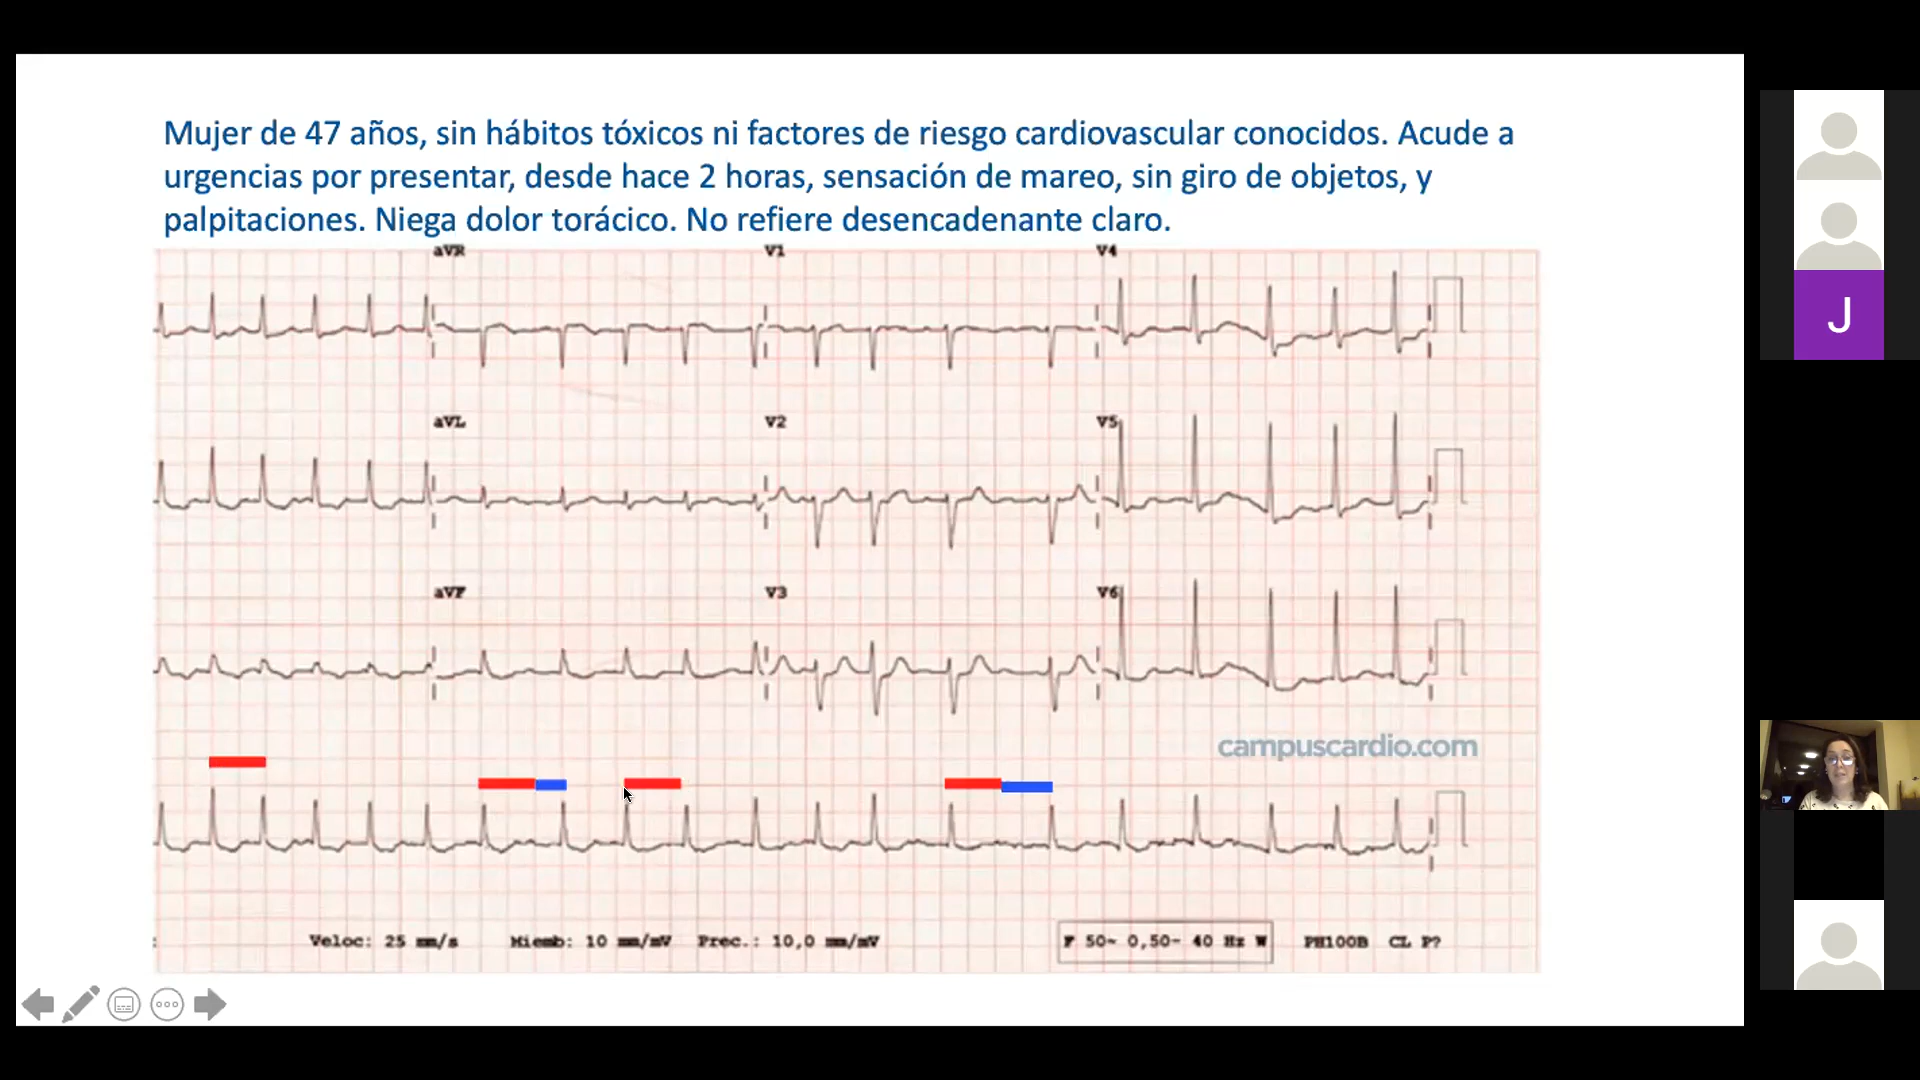 Mujer de 47 años, sin hábitos tóxicos ni factores de riesgo cardiovascular conocidos. Acude a
urgencias por presentar, desde hace 2 horas, sensación de mareo, sin giro de objetos, y
palpitaciones. Niega dolor torácico. No refiere desencadenante claro.
aVR V1 V4
aVL V2 V5
aVF V3 V6
campuscardio.com
Veloc: 25 mm/s Miemb: 10 mm/mV Prec.: 10,0 mm/mV F 50~ 0,50- 40 Hz W PH100B CL P?
J